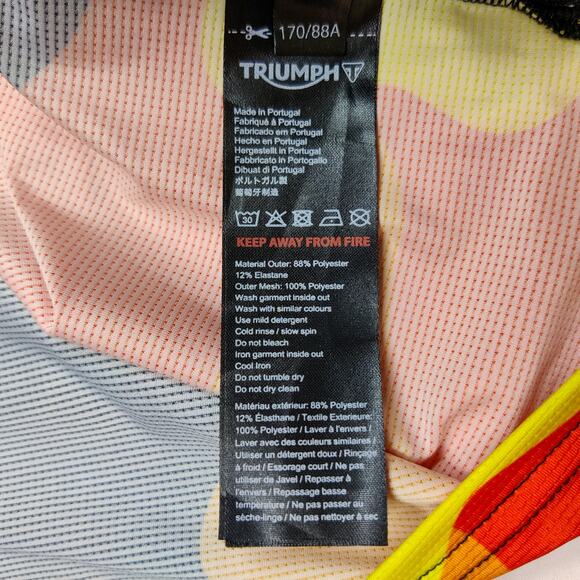 170/88A
TRIUMPH
Made in Portugal
Fabriqué à Portugal
Fabricado em Portugal
Hecho en Portugal
Hergestellt in Portugal
Fabbricato in Portogallo
Dibuat di Portugal
ポルトガル製
葡萄牙制造
30
KEEP AWAY FROM FIRE
Material Outer: 88% Polyester
12% Elastane
Outer Mesh: 100% Polyester
Wash garment inside out
Wash with similar colours
Use mild detergent
Cold rinse / slow spin
Do not bleach
Iron garment inside out
Cool Iron
Do not tumble dry
Do not dry clean
Matériau extérieur: 88% Polyester
12% Élasthane / Textile Exterieure:
100% Polyester / Laver à l'envers /
Laver avec des couleurs similaires /
Utiliser un détergent doux / Rinçage
à froid / Essorage court / Ne pas
utiliser de Javel / Repasser à
l'envers / Repassage basse
température / Ne pas passer au
sèche-linge / Ne pas nettoyer à sec